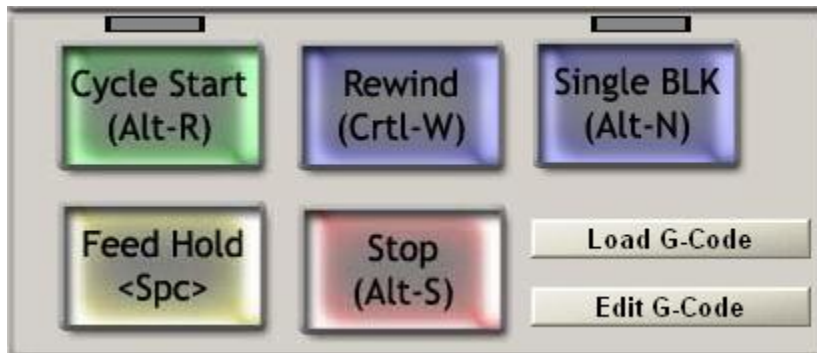 Cycle Start
(Alt-R)
Rewind
(Crtl-W)
Single BLK
(Alt-N)
Feed Hold
<Spc>
Stop
(Alt-S)
Load G-Code
Edit G-Code